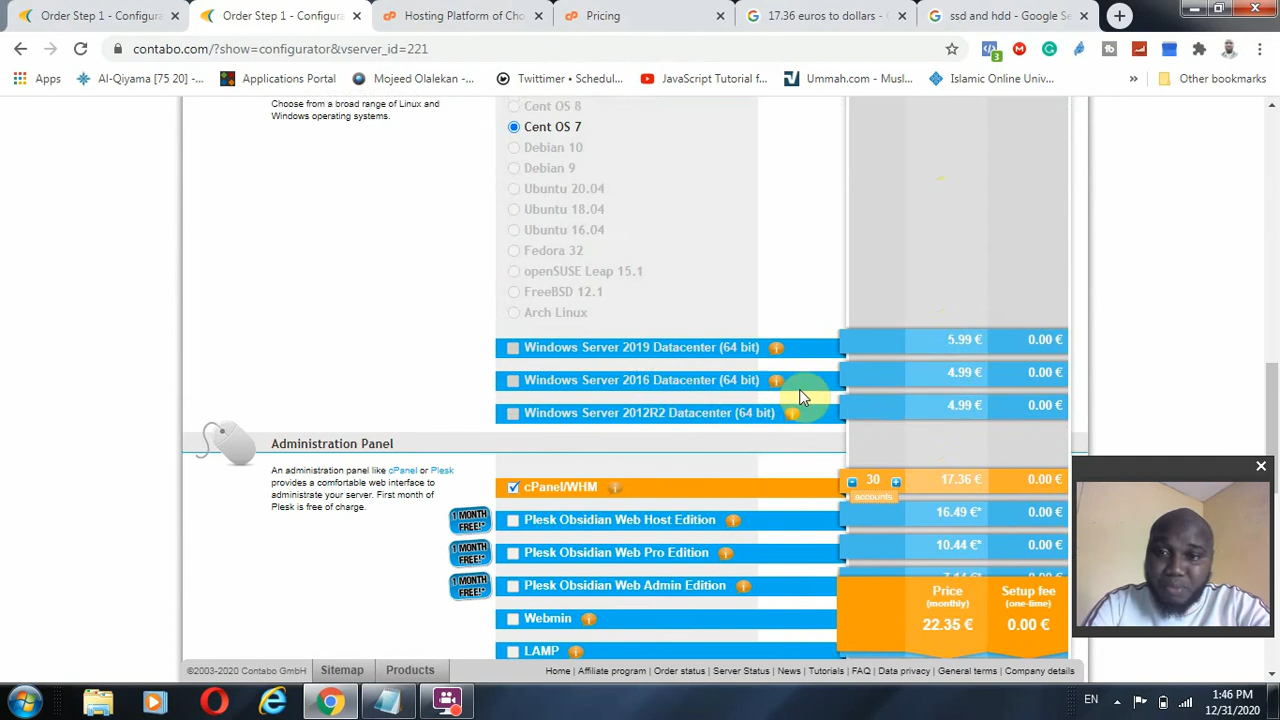 Order Step 1 - Configura
Order Step 1 - Configura
Hosting Platform of Cho
Pricing
17.36 euros to dollars -
ssd and hdd - Google Se
contabo.com/?show=configurator&vserver_id=221
3
Apps
Al-Qiyama [75 20] -...
Applications Portal
Mojeed Olalekan -...
Twittimer • Schedul...
JavaScript Tutorial f...
Ummah.com - Musl...
Islamic Online Univ...
»
Other bookmarks
Choose from a broad range of Linux and
Windows operating systems.
Cent OS 8
Cent OS 7
Debian 10
Debian 9
Ubuntu 20.04
Ubuntu 18.04
Ubuntu 16.04
Fedora 32
openSUSE Leap 15.1
FreeBSD 12.1
Arch Linux
Windows Server 2019 Datacenter (64 bit) 5.99 € 0.00 €
Windows Server 2016 Datacenter (64 bit) 4.99 € 0.00 €
Windows Server 2012R2 Datacenter (64 bit) 4.99 € 0.00 €
Administration Panel
An administration panel like cPanel or Plesk
provides a comfortable web interface to
administrate your server. First month of
Plesk is free of charge.
cPanel/WHM - 30 + 17.36 € 0.00 €
accounts
1 MONTH
FREE!*
Plesk Obsidian Web Host Edition 16.49 €* 0.00 €
1 MONTH
FREE!*
Plesk Obsidian Web Pro Edition 10.44 €* 0.00 €
1 MONTH
FREE!*
Plesk Obsidian Web Admin Edition
Webmin
LAMP
Price
(monthly)
22.35 €
Setup fee
(one-time)
0.00 €
©2003-2020 Contabo GmbH
Sitemap
Products
Home | Affiliate program | Order status | Server Status | News | Tutorials | FAQ | Data privacy | General terms | Company details
EN
1:46 PM
12/31/2020